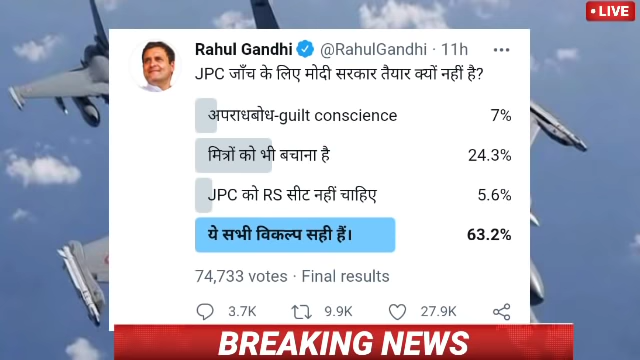 LIVE
Rahul Gandhi @RahulGandhi · 11h
JPC जाँच के लिए मोदी सरकार तैयार क्यों नहीं है?
अपराधबोध-guilt conscience 7%
मित्रों को भी बचाना है 24.3%
JPC को RS सीट नहीं चाहिए 5.6%
ये सभी विकल्प सही हैं। 63.2%
74,733 votes · Final results
3.7K 9.9K 27.9K
BREAKING NEWS